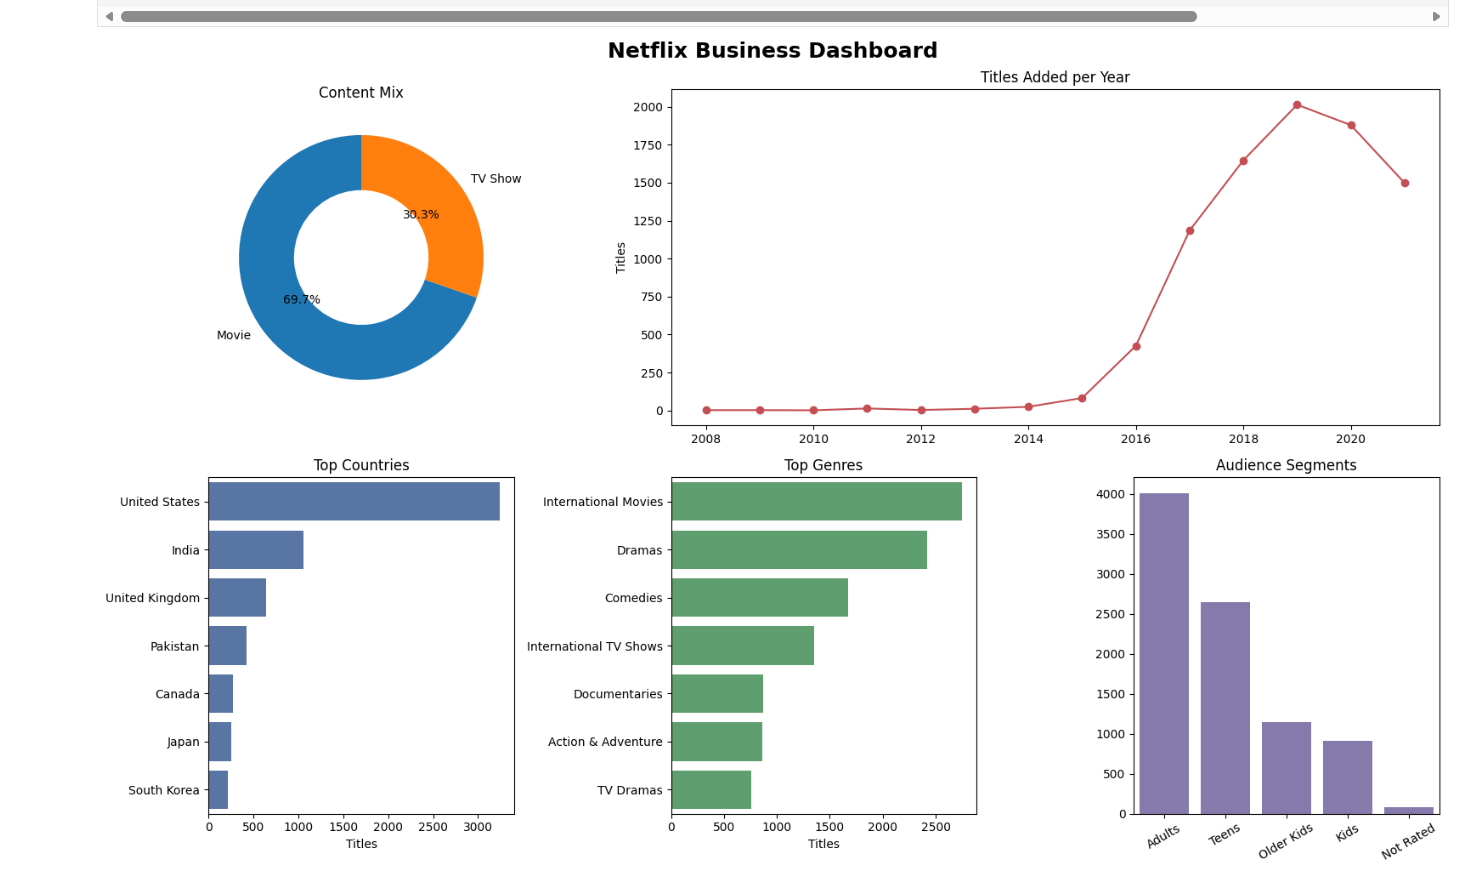 Netflix Business Dashboard
Content Mix
TV Show
30.3%
69.7%
Movie
Titles Added per Year
Titles
2000
1750
1500
1250
1000
750
500
250
0
2008 2010 2012 2014 2016 2018 2020
Top Countries
United States
India
United Kingdom
Pakistan
Canada
Japan
South Korea
0 500 1000 1500 2000 2500 3000
Titles
Top Genres
International Movies
Dramas
Comedies
International TV Shows
Documentaries
Action & Adventure
TV Dramas
0 500 1000 1500 2000 2500
Titles
Audience Segments
4000
3500
3000
2500
2000
1500
1000
500
0
Adults Teens Older Kids Kids Not Rated